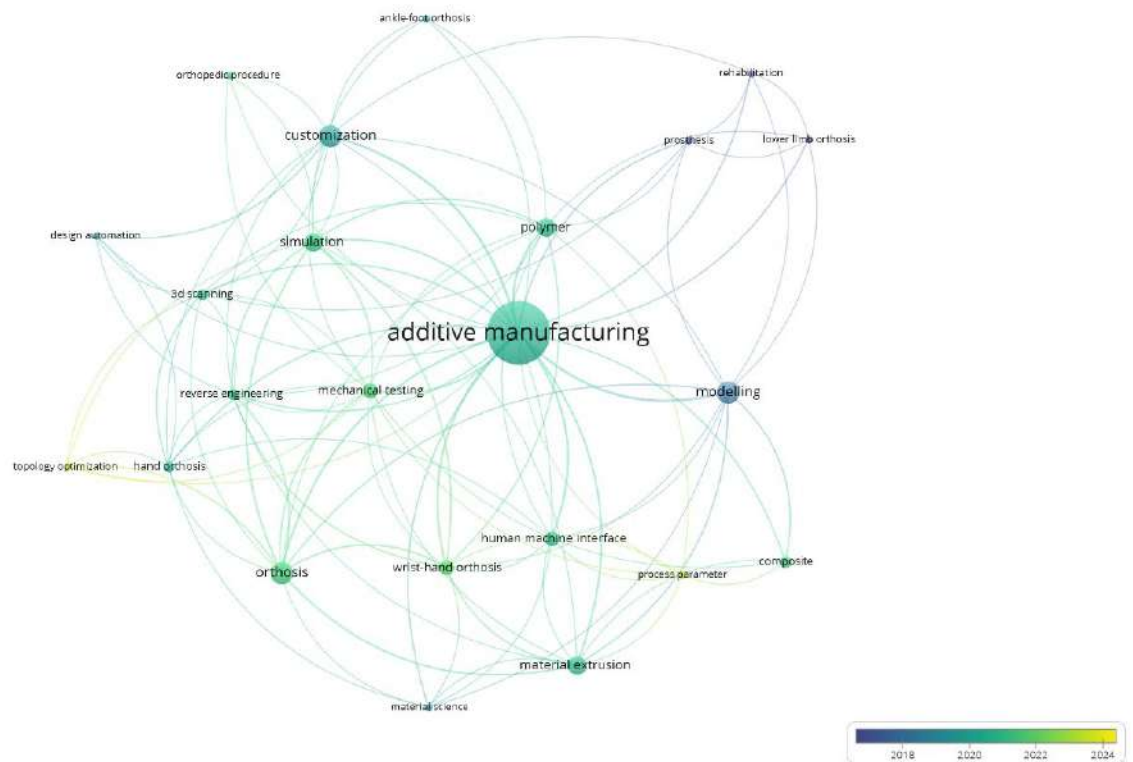 ankle-foot orthosis
orthopedic procedure
rehabilitation
customization
prosthesis
lower limb orthosis
polymer
design automation
simulation
3d scanning
additive manufacturing
reverse engineering
mechanical testing
modelling
topology optimization
hand orthosis
human machine interface
orthosis
wrist-hand orthosis
process parameter
composite
material extrusion
material science
2018 2020 2022 2024